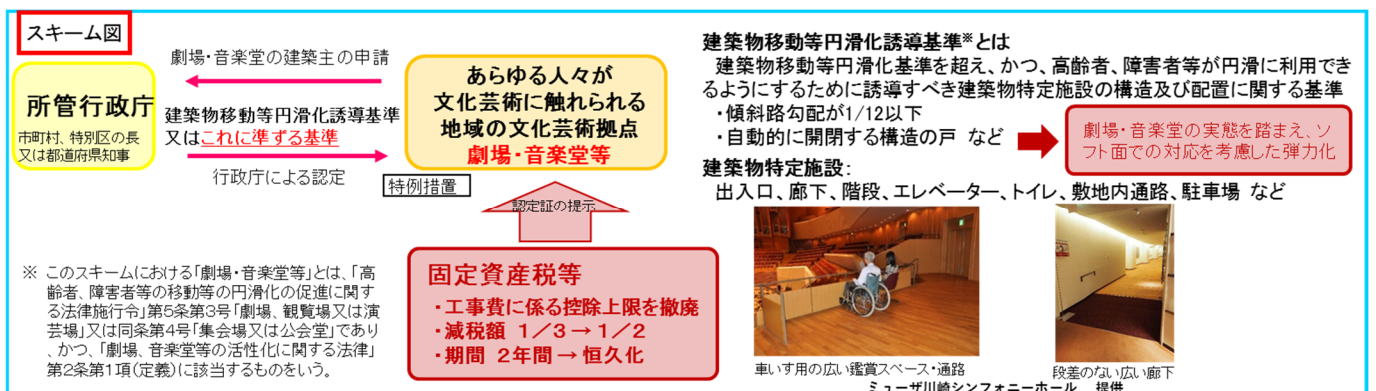 スキーム図
劇場・音楽堂の建築主の申請
所管行政庁
市町村、特別区の長
又は都道府県知事
建築物移動等円滑化誘導基準
又はこれに準ずる基準
行政庁による認定
あらゆる人々が
文化芸術に触れられる
地域の文化芸術拠点
劇場・音楽堂等
特例措置
認定証の提示
固定資産税等
・工事費に係る控除上限を撤廃
・減税額 1/3→1/2
・期間 2年間→恒久化
※ このスキームにおける「劇場・音楽堂等」とは、「高
齢者、障害者等の移動等の円滑化の促進に関す
る法律施行令」第5条第3号「劇場、観覧場又は演
芸場」又は同条第4号「集会場又は公会堂」であり
、かつ、「劇場、音楽堂等の活性化に関する法律」
第2条第1項(定義)に該当するものをいう。
建築物移動等円滑化誘導基準※とは
建築物移動等円滑化基準を超え、かつ、高齢者、障害者等が円滑に利用でき
るようにするために誘導すべき建築物特定施設の構造及び配置に関する基準
・傾斜路勾配が1/12以下
・自動的に開閉する構造の戸 など
劇場・音楽堂の実態を踏まえ、ソ
フト面での対応を考慮した弾力化
建築物特定施設:
出入口、廊下、階段、エレベーター、トイレ、敷地内通路、駐車場 など
車いす用の広い鑑賞スペース・通路
段差のない広い廊下
ミューザ川崎シンフォニーホール 提供